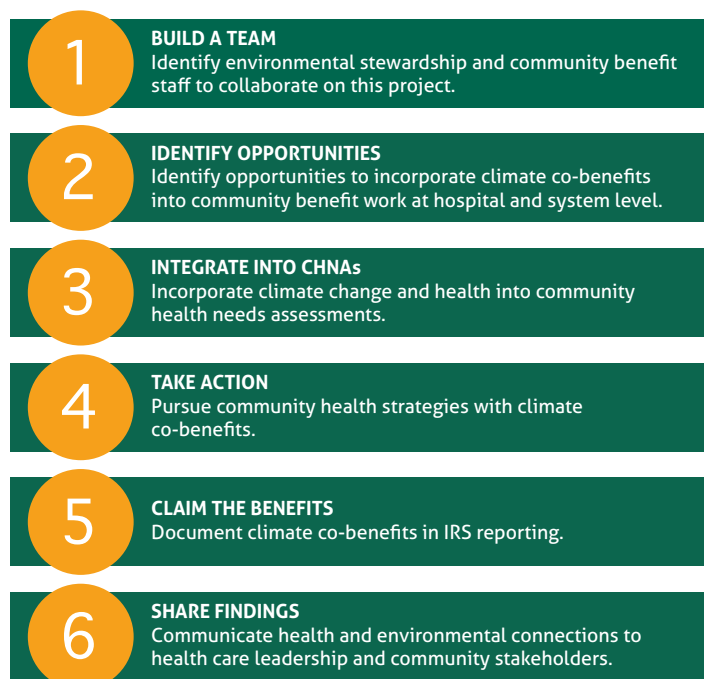 1
BUILD A TEAM
Identify environmental stewardship and community benefit
staff to collaborate on this project.
2
IDENTIFY OPPORTUNITIES
Identify opportunities to incorporate climate co-benefits
into community benefit work at hospital and system level.
3
INTEGRATE INTO CHNAs
Incorporate climate change and health into community
health needs assessments.
4
TAKE ACTION
Pursue community health strategies with climate
co-benefits.
5
CLAIM THE BENEFITS
Document climate co-benefits in IRS reporting.
6
SHARE FINDINGS
Communicate health and environmental connections to
health care leadership and community stakeholders.